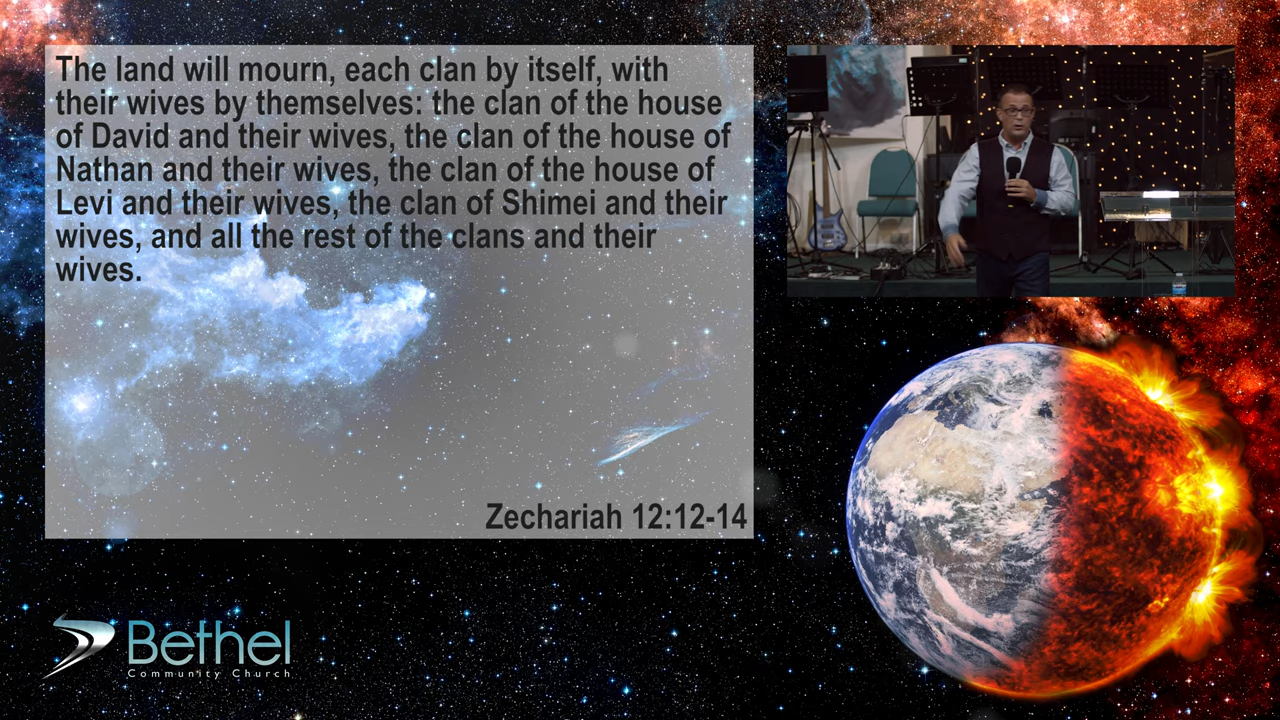 The land will mourn, each clan by itself, with
their wives by themselves: the clan of the house
of David and their wives, the clan of the house of
Nathan and their wives, the clan of the house of
Levi and their wives, the clan of Shimei and their
wives, and all the rest of the clans and their
wives.
Zechariah 12:12-14
Bethel
Community Church